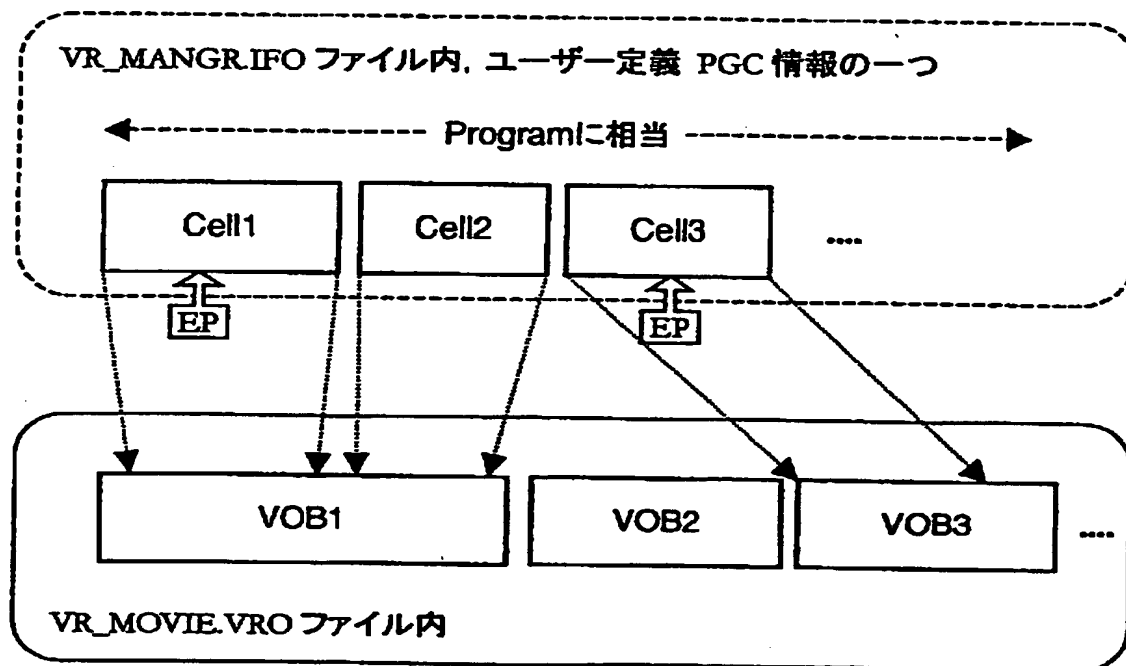 VR_MANGR.IFO ファイル内, ユーザー定義 PGC 情報の一つ
Programに相当
Cell1 Cell2 Cell3 ....
EP EP
VOB1 VOB2 VOB3 ....
VR_MOVIE.VRO ファイル内